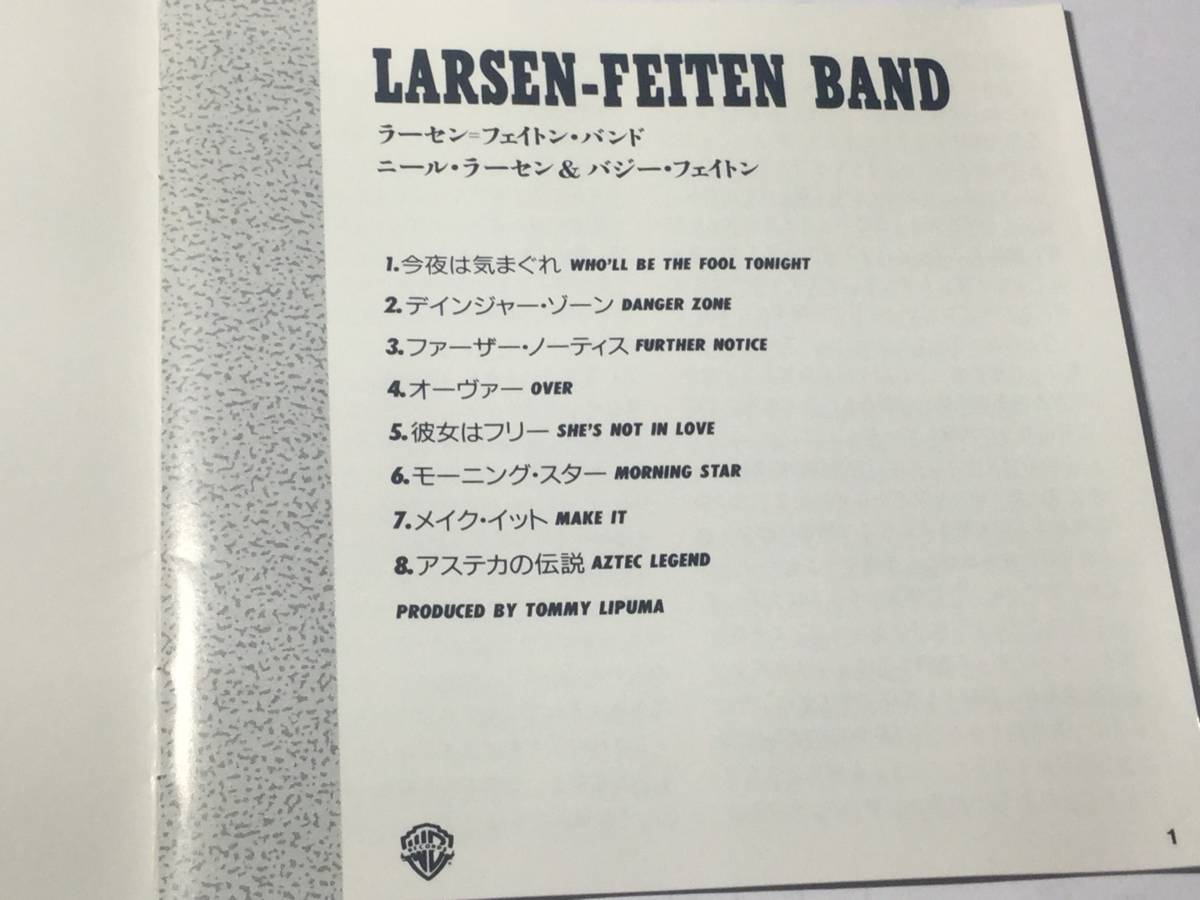 LARSEN-FEITEN BAND
ラーセン=フェイトン・バンド
ニール・ラーセン&バジー・フェイトン
1.今夜は気まぐれ WHO'LL BE THE FOOL TONIGHT
2.デインジャー・ゾーン DANGER ZONE
3.ファーザー・ノーティス FURTHER NOTICE
4.オーヴァー OVER
5.彼女はフリー SHE'S NOT IN LOVE
6.モーニング・スター MORNING STAR
7.メイク・イット MAKE IT
8.アステカの伝説 AZTEC LEGEND
PRODUCED BY TOMMY LIPUMA
RECORDS
1